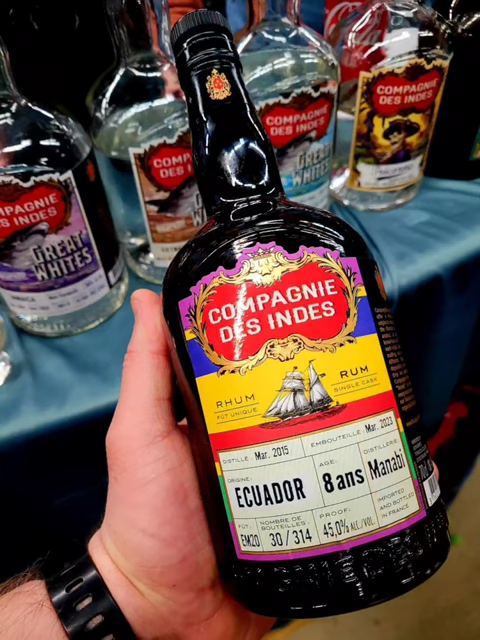 COMPAGNIE
DES INDES
RHUM
FÛT UNIQUE
RUM
SINGLE CASK
DISTILLÉ: Mar. 2015
EMBOUTEILLÉ: Mar. 2023
ORIGINE:
ECUADOR
AGE:
8 ans
DISTILLERIE:
Manabi
FÛT:
EM20
NOMBRE DE
BOUTEILLES:
30/314
PROOF:
45,0% ALC/VOL.
IMPORTED
AND BOTTLED
IN FRANCE
COMPAGNIE
DES INDES
GREAT
WHITES
COMP
DES I
COMPAGNIE
DES INDES
GREAT
WHITES
COMPAGNIE
DES INDES